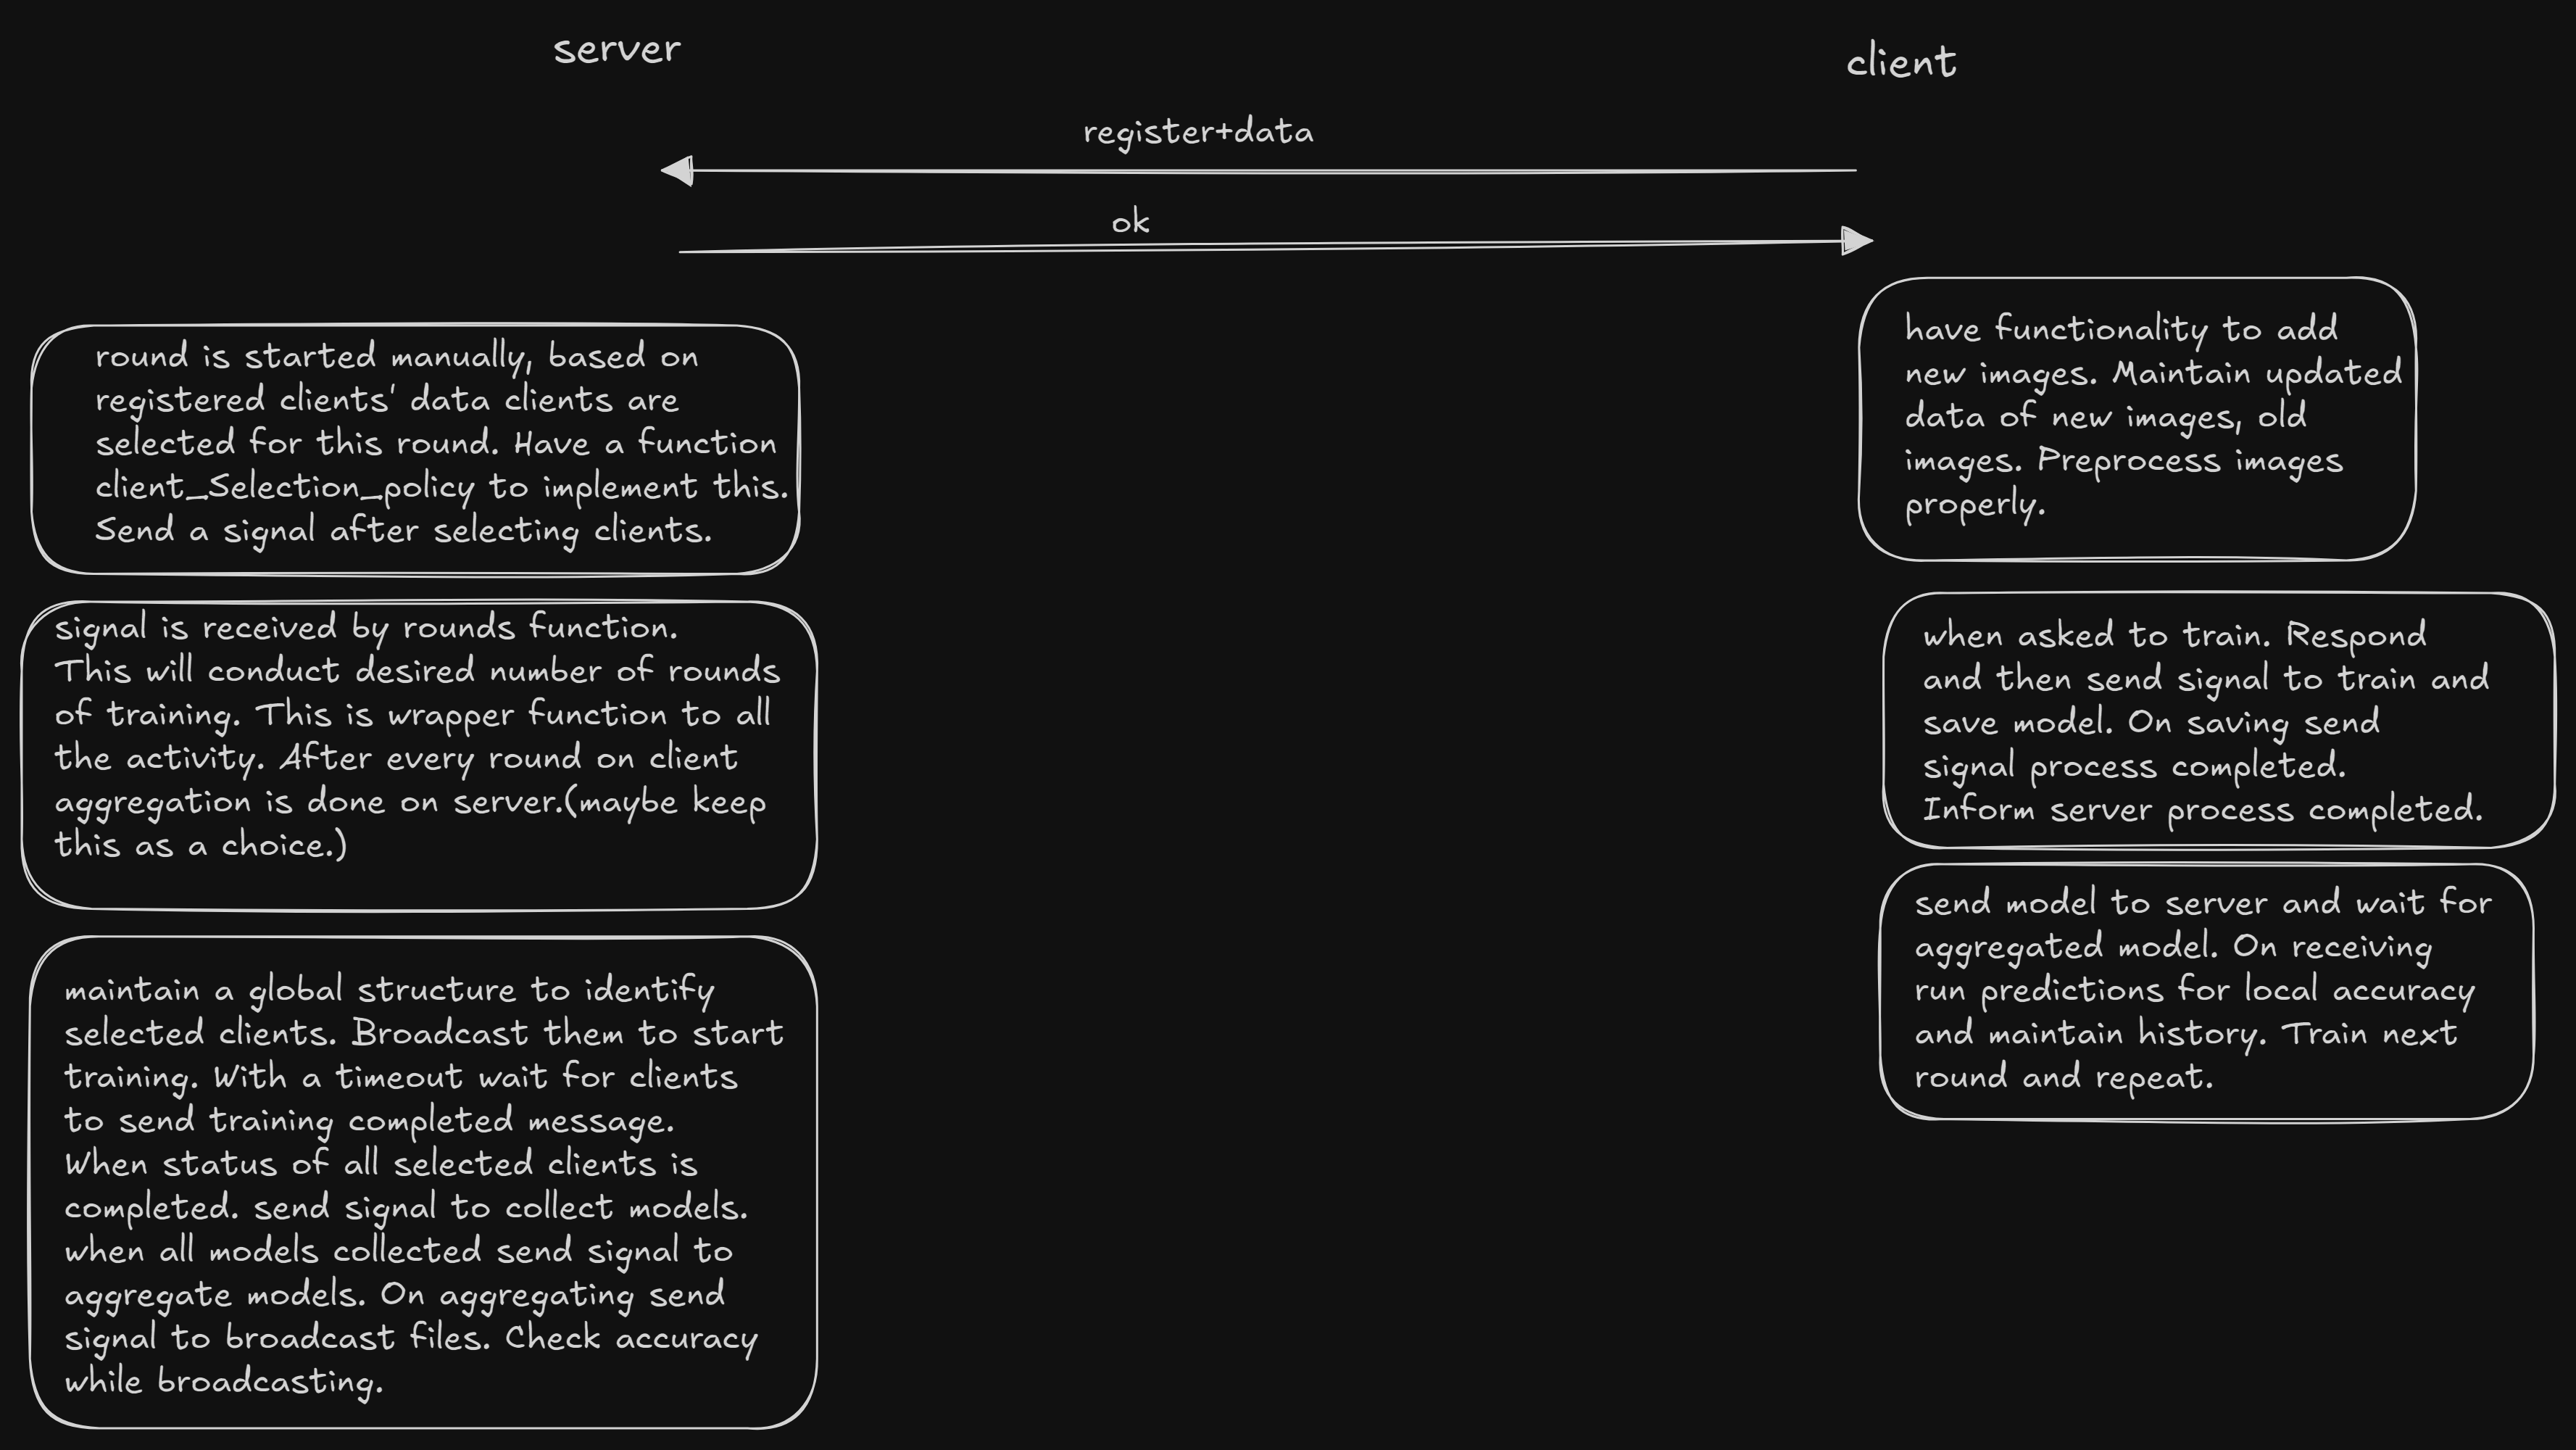 server
client
register+data
ok
round is started manually, based on
registered clients' data clients are
selected for this round. Have a function
client_Selection_policy to implement this.
Send a signal after selecting clients.
signal is received by rounds function.
This will conduct desired number of rounds
of training. This is wrapper function to all
the activity. After every round on client
aggregation is done on server.(maybe keep
this as a choice.)
maintain a global structure to identify
selected clients. Broadcast them to start
training. With a timeout wait for clients
to send training completed message.
When status of all selected clients is
completed. send signal to collect models.
when all models collected send signal to
aggregate models. On aggregating send
signal to broadcast files. Check accuracy
while broadcasting.
have functionality to add
new images. Maintain updated
data of new images, old
images. Preprocess images
properly.
when asked to train. Respond
and then send signal to train and
save model. On saving send
signal process completed.
Inform server process completed.
send model to server and wait for
aggregated model. On receiving
run predictions for local accuracy
and maintain history. Train next
round and repeat.